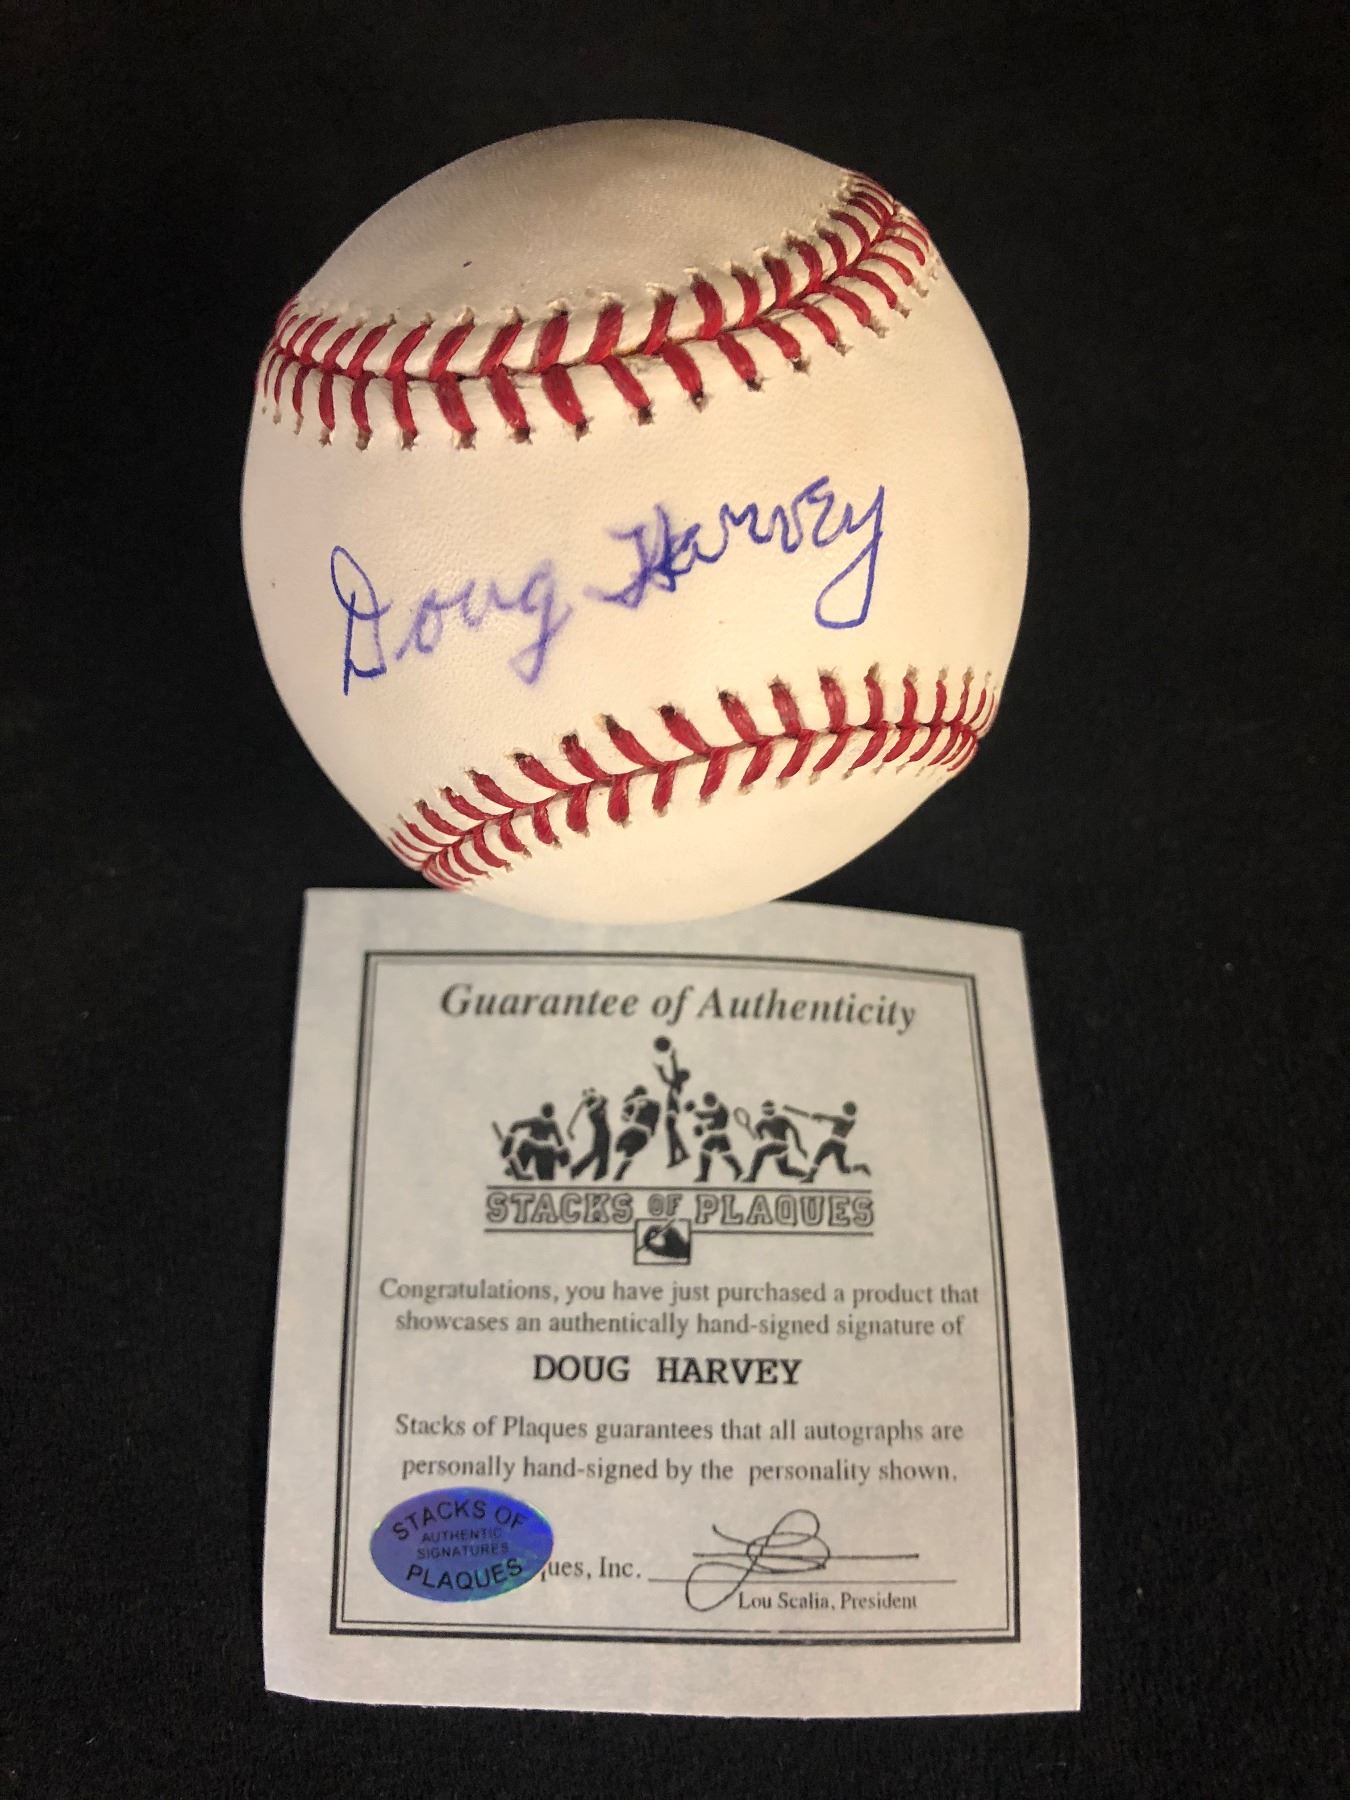 Doug Harvey
Guarantee of Authenticity
STACKS OF PLAQUES
Congratulations, you have just purchased a product that
showcases an authentically hand-signed signature of
DOUG HARVEY
Stacks of Plaques guarantees that all autographs are
personally hand-signed by the personality shown.
STACKS OF
AUTHENTIC
SIGNATURES
PLAQUES
ues, Inc.
Lou Scalia, President